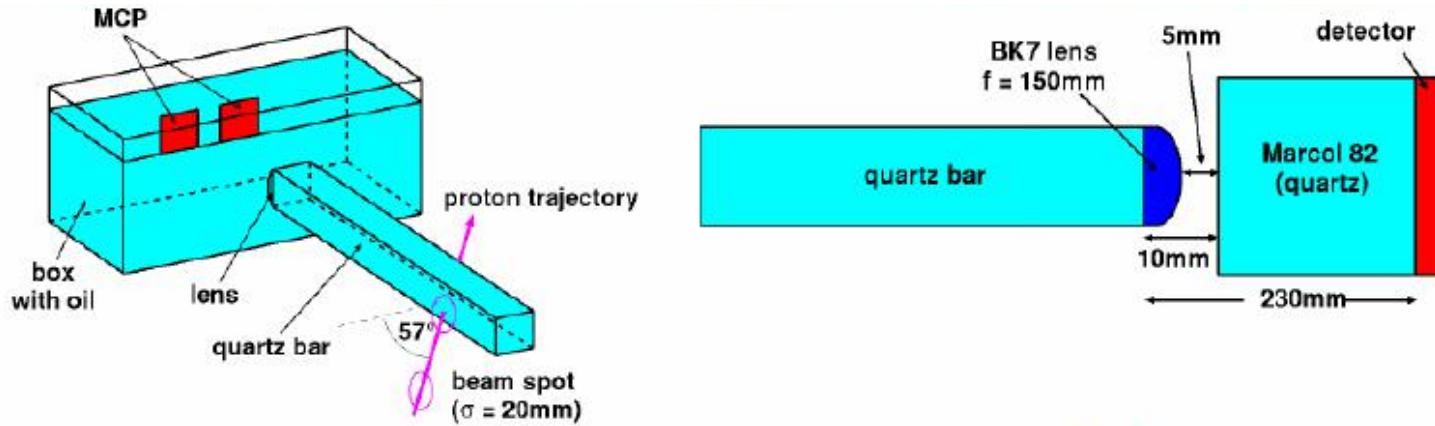 MCP
box
with oil
lens
quartz bar
57°
proton trajectory
beam spot
(σ = 20mm)
quartz bar
BK7 lens
f = 150mm
5mm
detector
Marcol 82
(quartz)
10mm
230mm